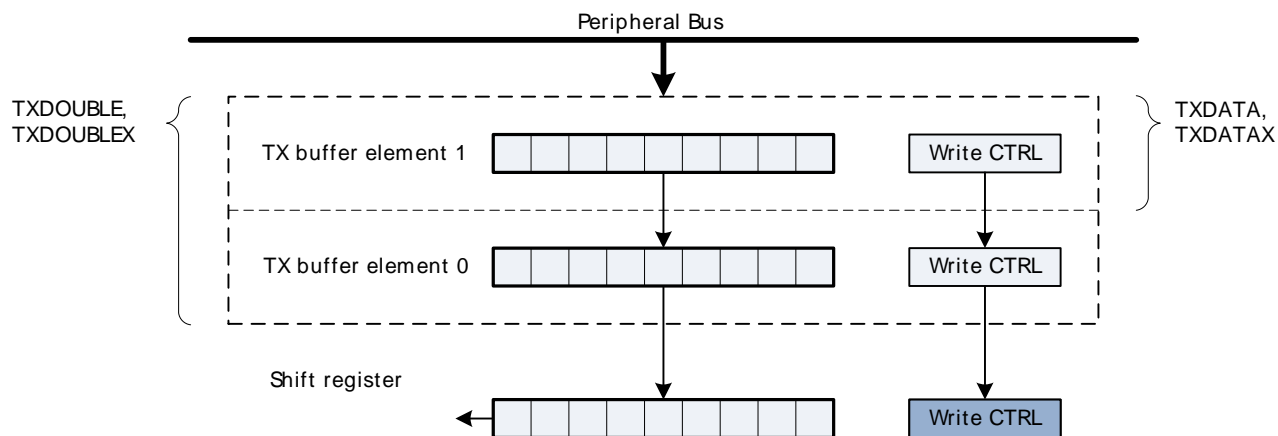 Peripheral Bus
TXDOUBLE,
TXDOUBLEX
TXDATA,
TXDATAX
TX buffer element 1
Write CTRL
TX buffer element 0
Write CTRL
Shift register
Write CTRL